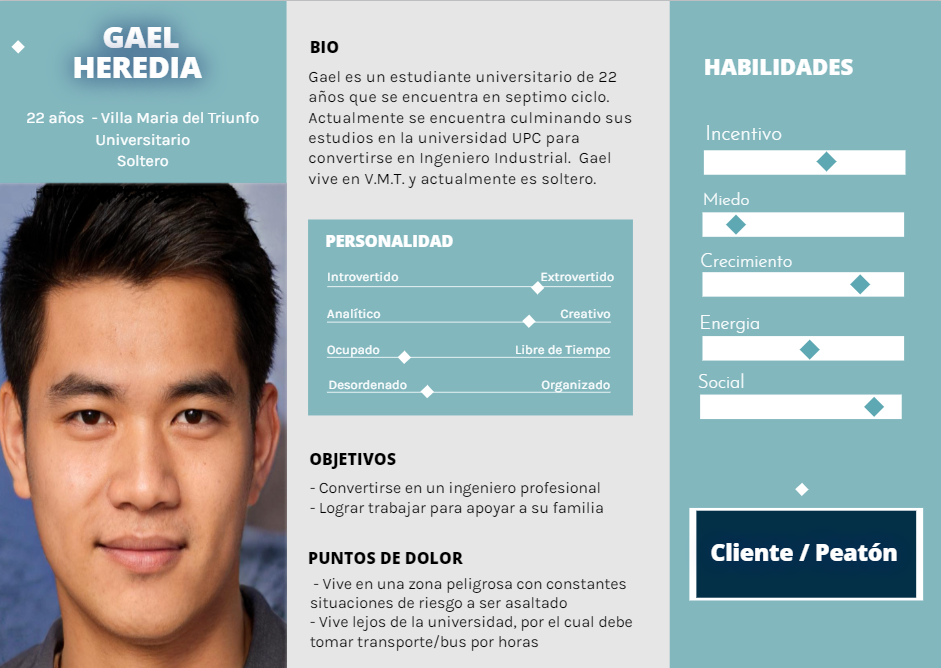 GAEL
HEREDIA
22 años - Villa Maria del Triunfo
Universitario
Soltero
BIO
Gael es un estudiante universitario de 22
años que se encuentra en septimo ciclo.
Actualmente se encuentra culminando sus
estudios en la universidad UPC para
convertirse en Ingeniero Industrial. Gael
vive en V.M.T. y actualmente es soltero.
PERSONALIDAD
Introvertido Extrovertido
Analítico Creativo
Ocupado Libre de Tiempo
Desordenado Organizado
OBJETIVOS
- Convertirse en un ingeniero profesional
- Lograr trabajar para apoyar a su familia
PUNTOS DE DOLOR
- Vive en una zona peligrosa con constantes
situaciones de riesgo a ser asaltado
- Vive lejos de la universidad, por el cual debe
tomar transporte/bus por horas
HABILIDADES
Incentivo
Miedo
Crecimiento
Energia
Social
Cliente / Peatón